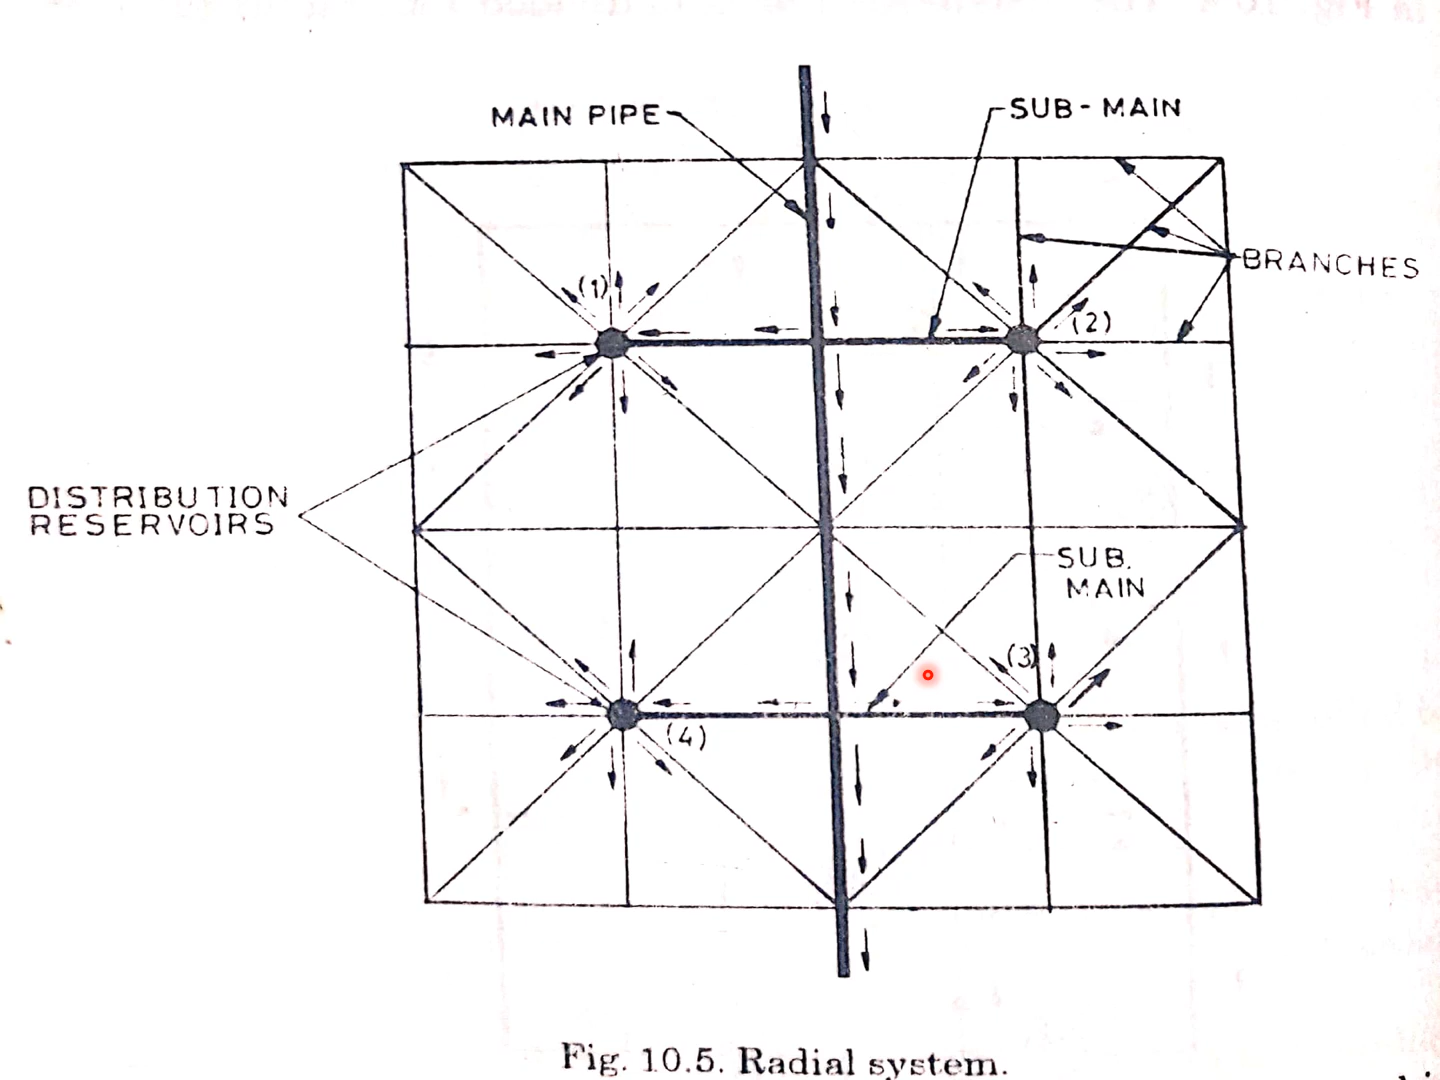 MAIN PIPE
SUB - MAIN
BRANCHES
(1)
(2)
DISTRIBUTION
RESERVOIRS
SUB.
MAIN
(3)
(4)
Fig. 10.5. Radial system.